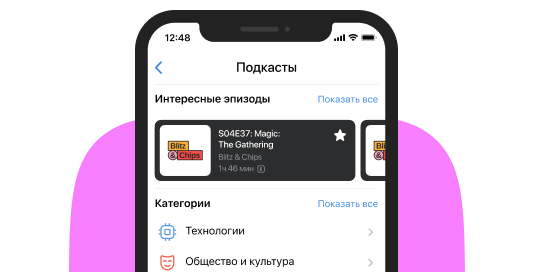 12:48
Подкасты
Интересные эпизоды Показать все
S04E37: Magic:
The Gathering
Blitz & Chips
1ч 46 мин E
Blitz
& Chips
Blitz
& Chips
Категории Показать все
Технологии
Общество и культура